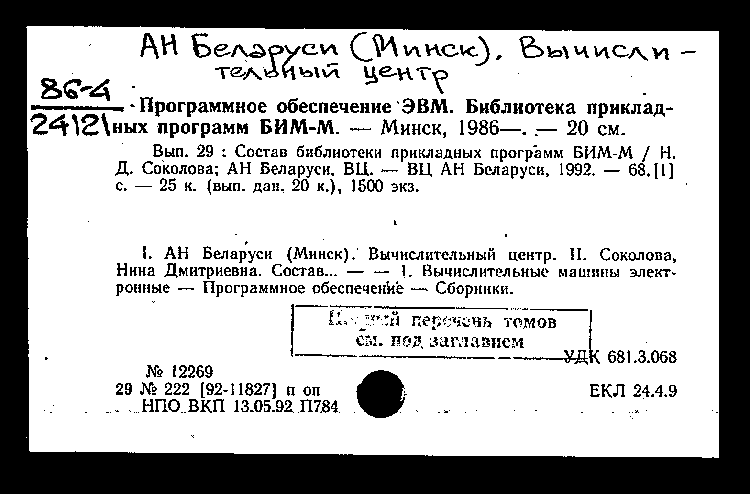 АН Беларуси (Минск). Вычисли-
тельный центр
86-4
24121
Программное обеспечение ЭВМ. Библиотека приклад-
ных программ БИМ-М. — Минск, 1986—. — 20 см.
Вып. 29 : Состав библиотеки прикладных программ БИМ-М / Н.
Д. Соколова; АН Беларуси, ВЦ. — ВЦ АН Беларуси, 1992. — 68,[1]
с. — 25 к. (вып. дан. 20 к.), 1500 экз.
I. АН Беларуси (Минск). Вычислительный центр. II. Соколова,
Нина Дмитриевна. Состав... — — 1. Вычислительные машины элект-
ронные — Программное обеспечение — Сборники.
Полный перечень томов
см. под заглавием
УДК 681.3.068
№ 12269
29 № 222 [92-11827] п оп
ЕКЛ 24.4.9
НПО ВКП 13.05.92 П784